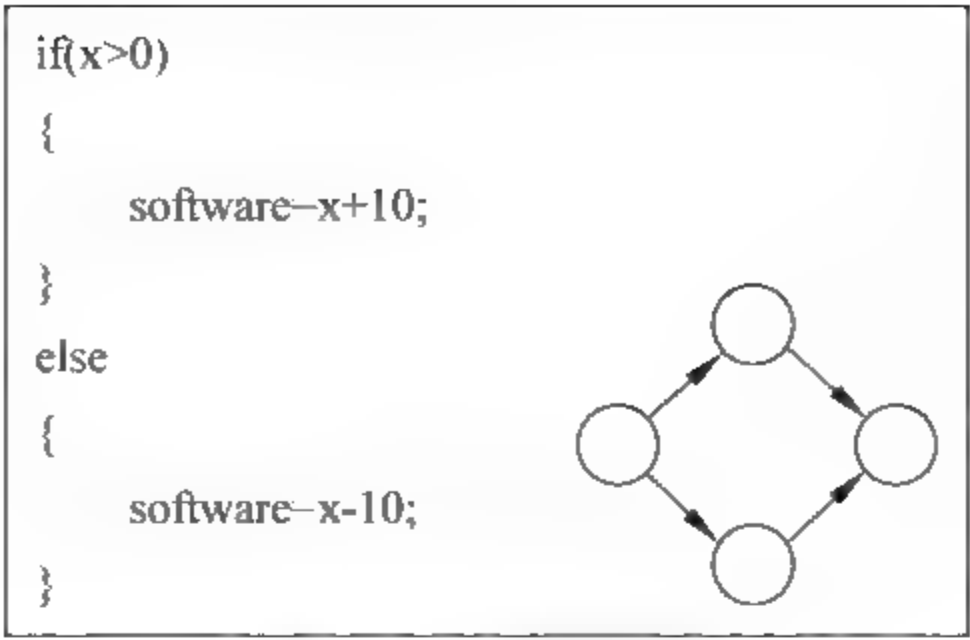 if(x>0)
{
software–x+10;
}
else
{
software–x-10;
}